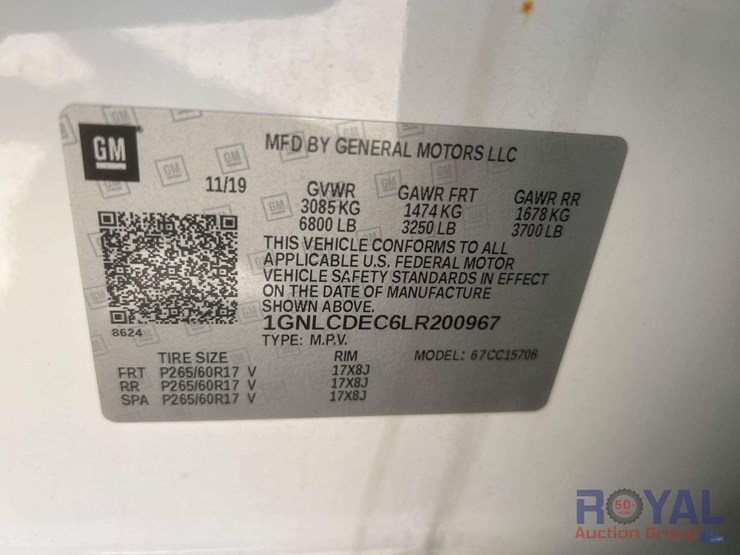 GM
MFD BY GENERAL MOTORS LLC
11/19
GVWR GAWR FRT GAWR RR
3085 KG 1474 KG 1678 KG
6800 LB 3250 LB 3700 LB
THIS VEHICLE CONFORMS TO ALL
APPLICABLE U.S. FEDERAL MOTOR
VEHICLE SAFETY STANDARDS IN EFFECT
ON THE DATE OF MANUFACTURE
SHOWN ABOVE.
8624
1GNLCDEC6LR200967
TYPE: M.P.V. MODEL: 67CC15706
TIRE SIZE RIM
FRT P265/60R17 V 17X8J
RR P265/60R17 V 17X8J
SPA P265/60R17 V 17X8J
ROYAL
50
Auction Group